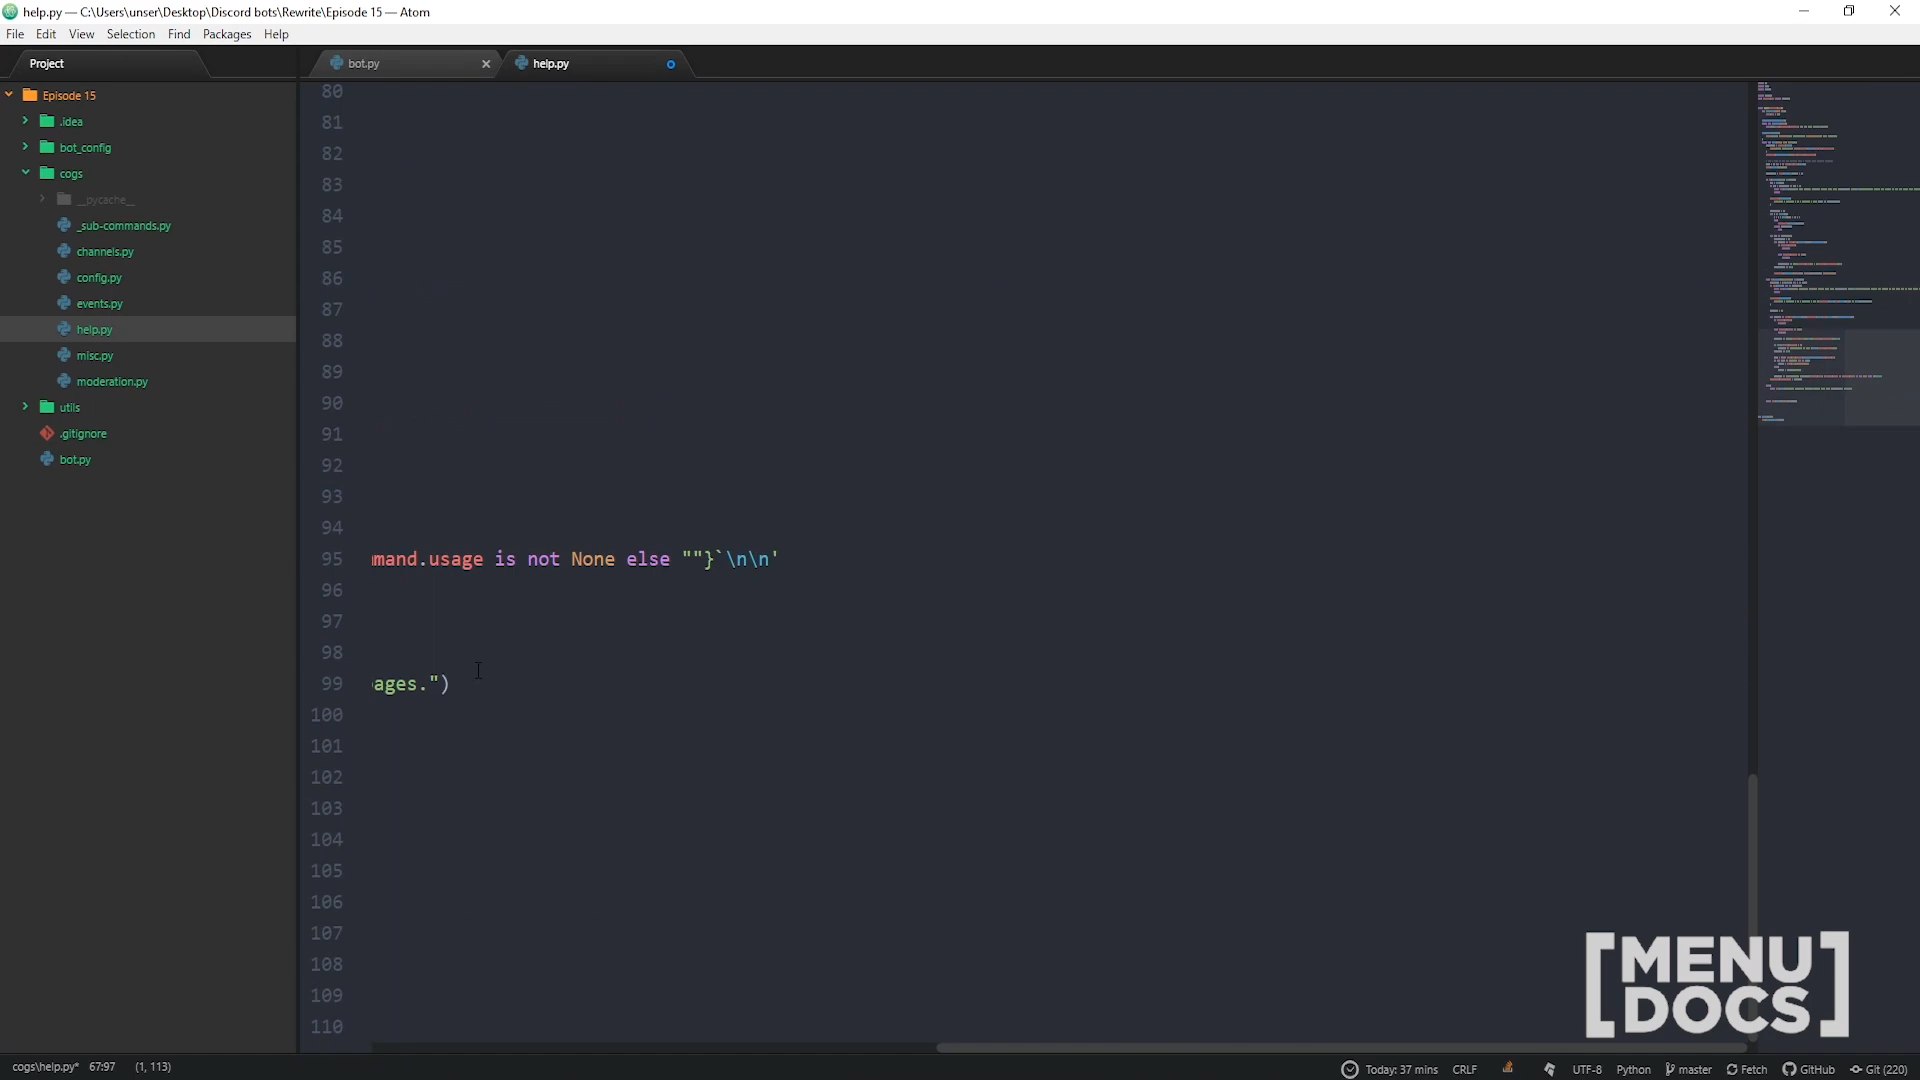 help.py — C:\Users\unser\Desktop\Discord bots\Rewrite\Episode 15 — Atom
File Edit View Selection Find Packages Help
Project
bot.py
help.py
Episode 15
.idea
bot_config
cogs
__pycache__
_sub-commands.py
channels.py
config.py
events.py
help.py
misc.py
moderation.py
utils
.gitignore
bot.py
80
81
82
83
84
85
86
87
88
89
90
91
92
93
94
95 mand.usage is not None else ""}`\n\n'
96
97
98
99 ages.")
100
101
102
103
104
105
106
107
108
109
110
[MENU
DOCS]
cogs\help.py* 67:97 (1, 113)
Today: 37 mins CRLF UTF-8 Python master Fetch GitHub Git (220)